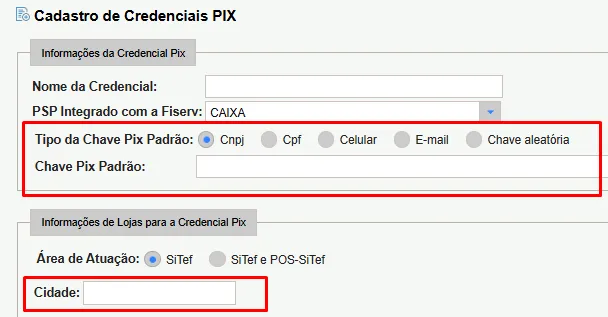 Cadastro de Credenciais PIX
Informações da Credencial Pix
Nome da Credencial:
PSP Integrado com a Fiserv: CAIXA
Tipo da Chave Pix Padrão: Cnpj Cpf Celular E-mail Chave aleatória
Chave Pix Padrão:
Informações de Lojas para a Credencial Pix
Área de Atuação: SiTef SiTef e POS-SiTef
Cidade: